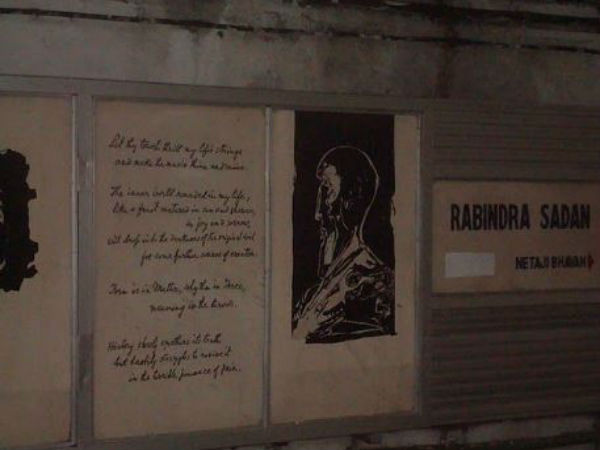 Let thy touch thrill my life's strings
and make the music thine and mine.
The inner world rounded in my life,
like a fruit matured in sun and shower,
in joy and sorrow,
will drop into the darkness of the original soil
for some further course of creation.
Form is in Matter, rhythm in Force,
meaning in the Person.
History slowly smothers its truth
but hastily struggles to revive it
in the terrible penance of pain.
RABINDRA SADAN
NETAJI BHAVAN